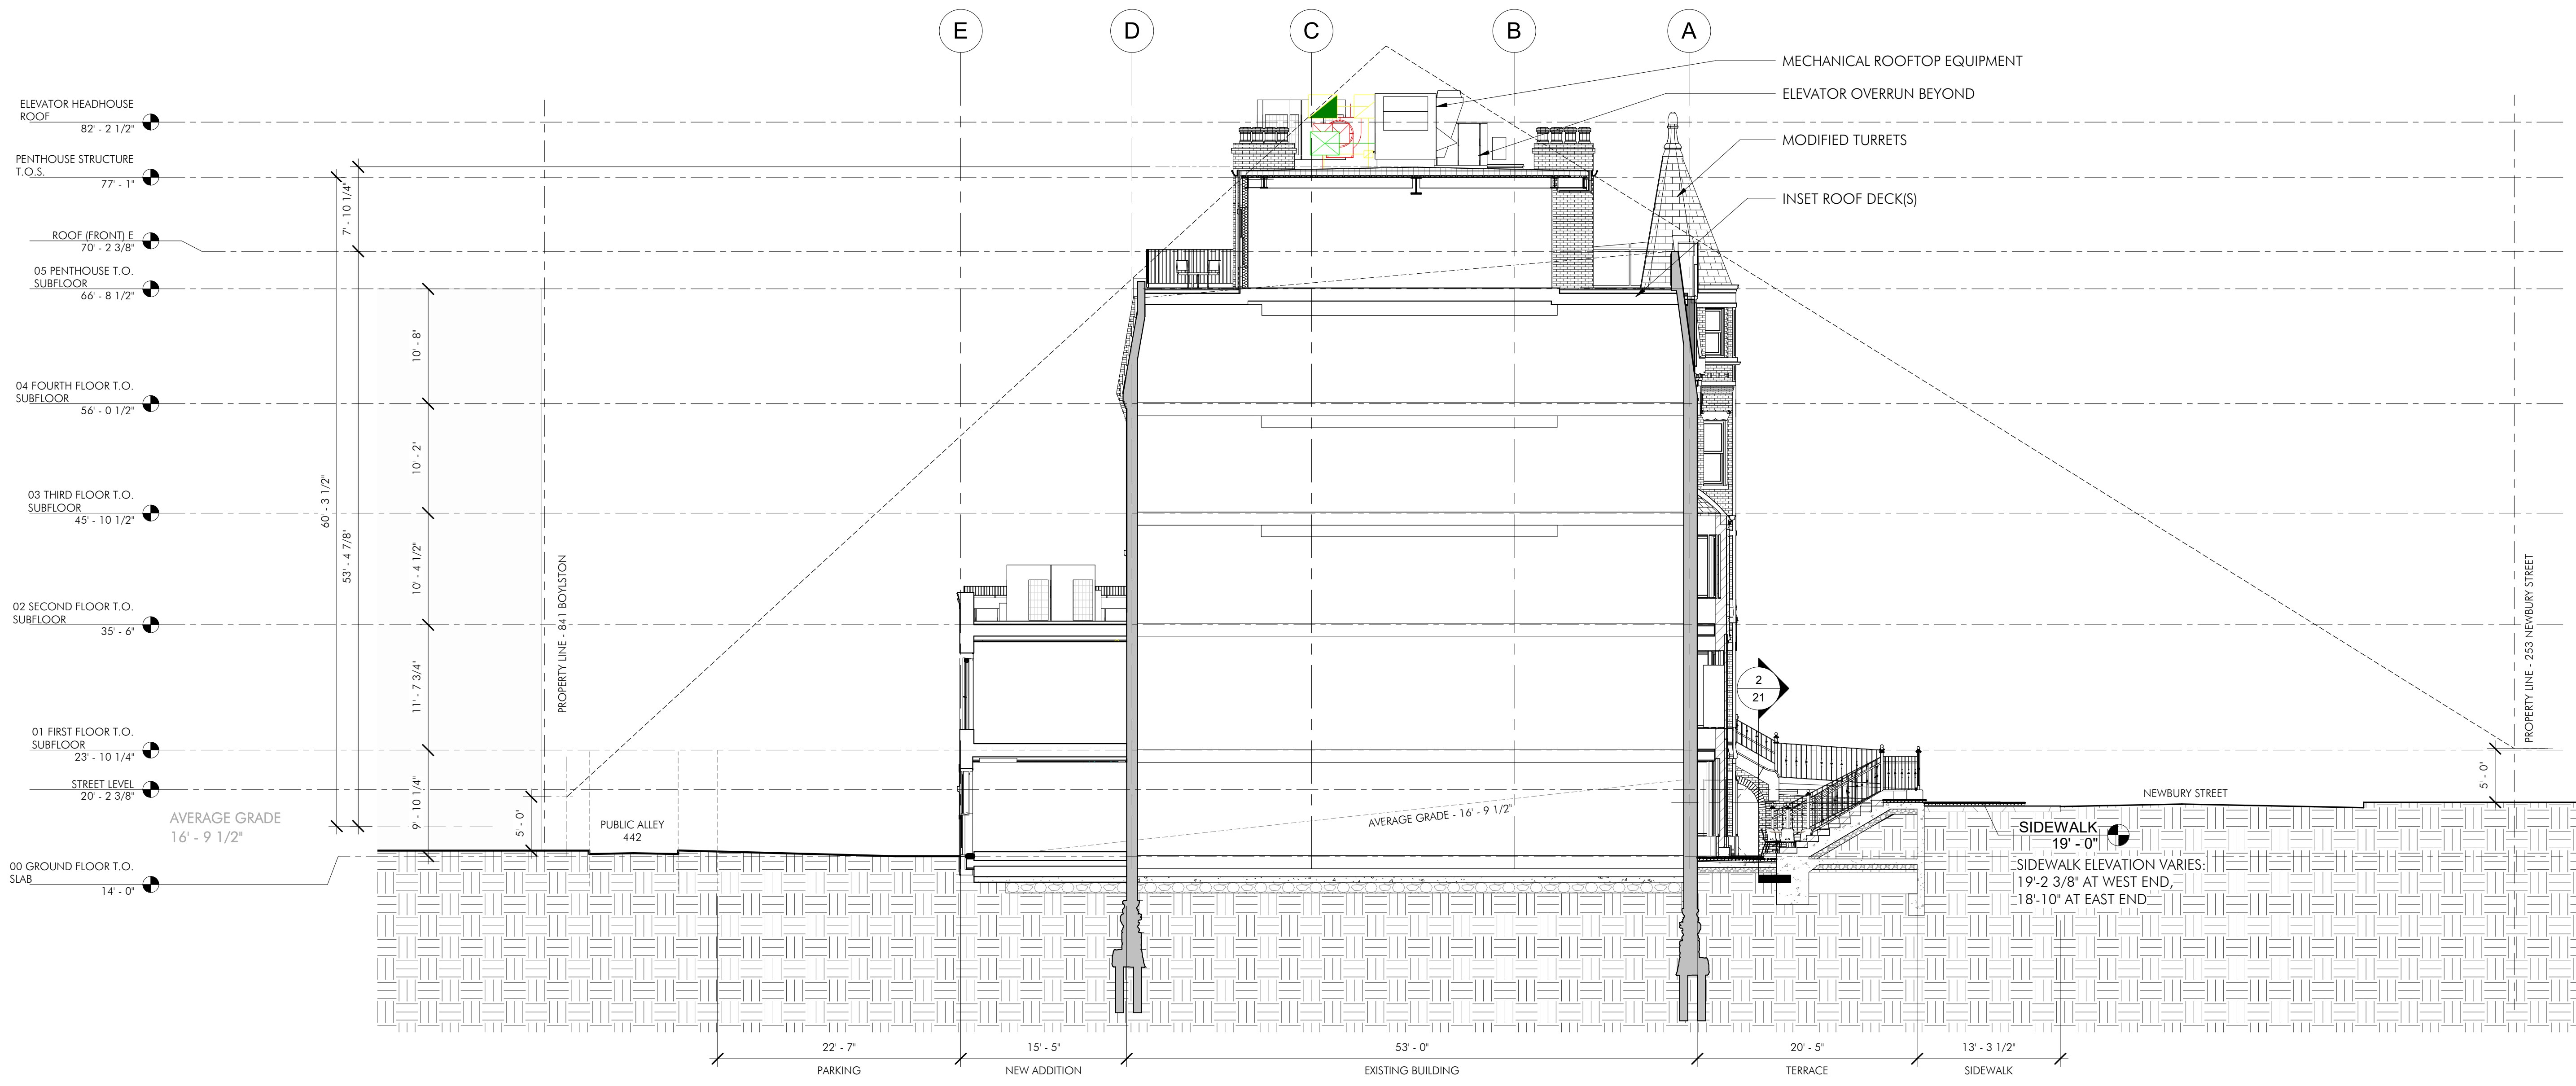 E
D
C
B
A
MECHANICAL ROOFTOP EQUIPMENT
ELEVATOR OVERRUN BEYOND
MODIFIED TURRETS
INSET ROOF DECK(S)
ELEVATOR HEADHOUSE
ROOF
82' - 2 1/2"
PENTHOUSE STRUCTURE
T.O.S.
77' - 1"
ROOF (FRONT) E
70' - 2 3/8"
05 PENTHOUSE T.O.
SUBFLOOR
66' - 8 1/2"
04 FOURTH FLOOR T.O.
SUBFLOOR
56' - 0 1/2"
03 THIRD FLOOR T.O.
SUBFLOOR
45' - 10 1/2"
02 SECOND FLOOR T.O.
SUBFLOOR
35' - 6"
01 FIRST FLOOR T.O.
SUBFLOOR
23' - 10 1/4"
STREET LEVEL
20' - 2 3/8"
AVERAGE GRADE
16' - 9 1/2"
00 GROUND FLOOR T.O.
SLAB
14' - 0"
60' - 3 1/2"
7' - 10 1/4"
53' - 4 7/8"
10' - 8"
10' - 2"
10' - 4 1/2"
11' - 7 3/4"
9' - 10 1/4"
5' - 0"
PROPERTY LINE - 841 BOYLSTON
PUBLIC ALLEY
442
AVERAGE GRADE - 16' - 9 1/2"
2
21
NEWBURY STREET
SIDEWALK
19' - 0"
SIDEWALK ELEVATION VARIES:
19'-2 3/8" AT WEST END,
18'-10" AT EAST END
5' - 0"
PROPERTY LINE - 253 NEWBURY STREET
22' - 7"
15' - 5"
53' - 0"
20' - 5"
13' - 3 1/2"
PARKING
NEW ADDITION
EXISTING BUILDING
TERRACE
SIDEWALK